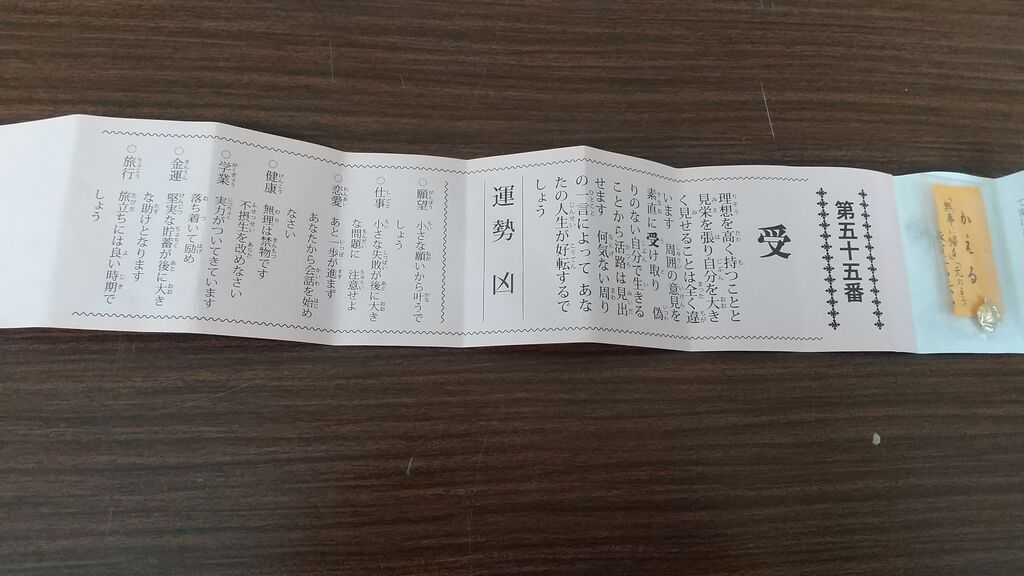 かえる
第五十五番
受
理想を高く持つことと
見栄を張り自分を大き
く見せることは全く違
います　周囲の意見を
素直に受け取り　偽
りのない自分で生きる
ことから活路は見出
せます　何気ない周り
の一言によって　あな
たの人生が好転するで
しょう
運勢　凶
○願望　小さな願いから叶うで
しょう
○仕事　小さな失敗が後に大き
な問題に　注意せよ
○恋愛　あと一歩が進まず
あなたから会話を始め
なさい
○健康　無理は禁物です
不摂生を改めなさい
○学業　実力がついてきています
落ち着いて励め
○金運　堅実な貯蓄が後に大き
な助けとなります
○旅行　旅立ちには良い時期で
しょう